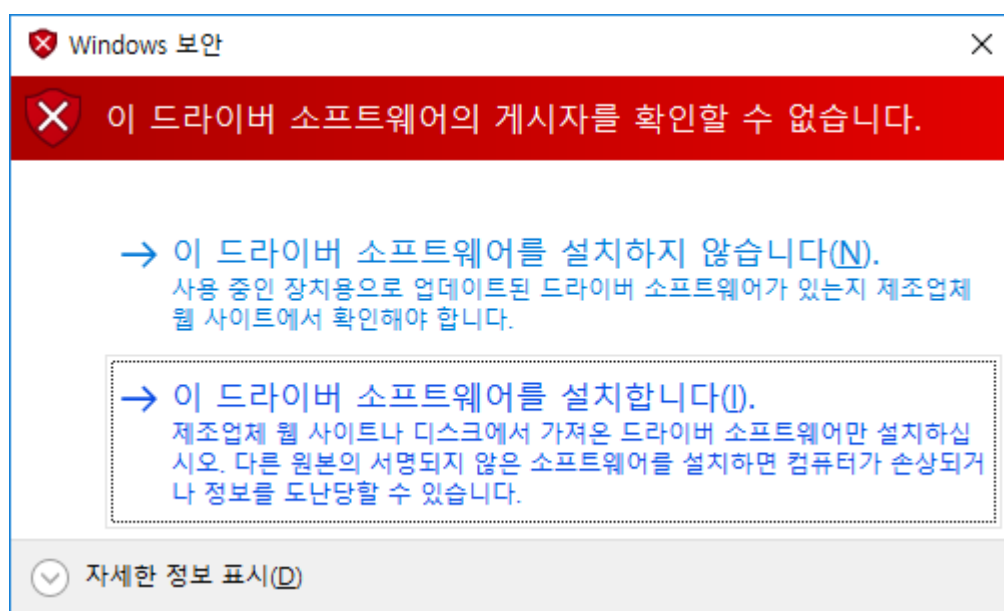 Windows 보안
이 드라이버 소프트웨어의 게시자를 확인할 수 없습니다.
→ 이 드라이버 소프트웨어를 설치하지 않습니다(N).
사용 중인 장치용으로 업데이트된 드라이버 소프트웨어가 있는지 제조업체
웹 사이트에서 확인해야 합니다.
→ 이 드라이버 소프트웨어를 설치합니다(I).
제조업체 웹 사이트나 디스크에서 가져온 드라이버 소프트웨어만 설치하십
시오. 다른 원본의 서명되지 않은 소프트웨어를 설치하면 컴퓨터가 손상되거
나 정보를 도난당할 수 있습니다.
자세한 정보 표시(D)